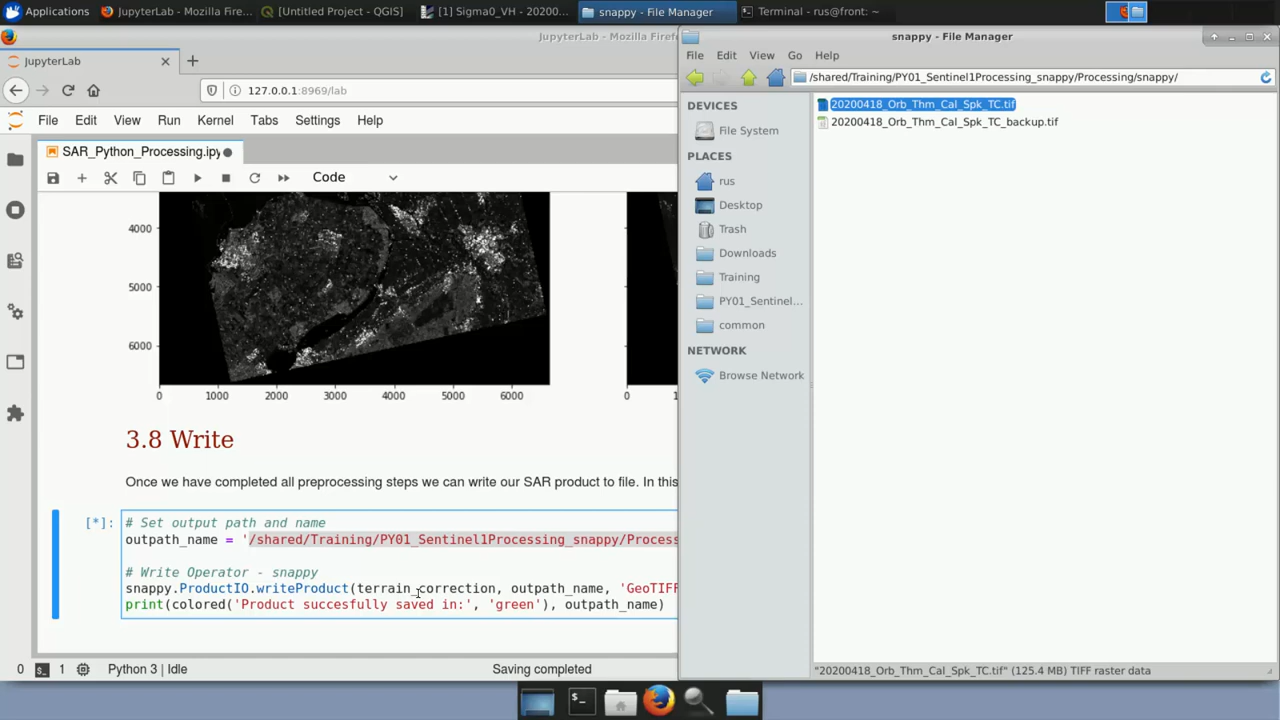 Applications
JupyterLab - Mozilla Fire...
[Untitled Project - QGIS]
[1] Sigma0_VH - 20200...
snappy - File Manager
Terminal - rus@front: ~
JupyterLab - Mozilla Firef
JupyterLab
127.0.0.1:8969/lab
File Edit View Run Kernel Tabs Settings Help
SAR_Python_Processing.ipy
Code
4000
5000
6000
0 1000 2000 3000 4000 5000 6000
0
3.8 Write
Once we have completed all preprocessing steps we can write our SAR product to file. In this
[*]:
# Set output path and name
outpath_name = '/shared/Training/PY01_Sentinel1Processing_snappy/Process
# Write Operator - snappy
snappy.ProductIO.writeProduct(terrain_correction, outpath_name, 'GeoTIFF
print(colored('Product succesfully saved in:', 'green'), outpath_name)
0 1 Python 3 | Idle Saving completed
snappy - File Manager
File Edit View Go Help
/shared/Training/PY01_Sentinel1Processing_snappy/Processing/snappy/
DEVICES
File System
PLACES
rus
Desktop
Trash
Downloads
Training
PY01_Sentinel...
common
NETWORK
Browse Network
20200418_Orb_Thm_Cal_Spk_TC.tif
20200418_Orb_Thm_Cal_Spk_TC_backup.tif
"20200418_Orb_Thm_Cal_Spk_TC.tif" (125.4 MB) TIFF raster data